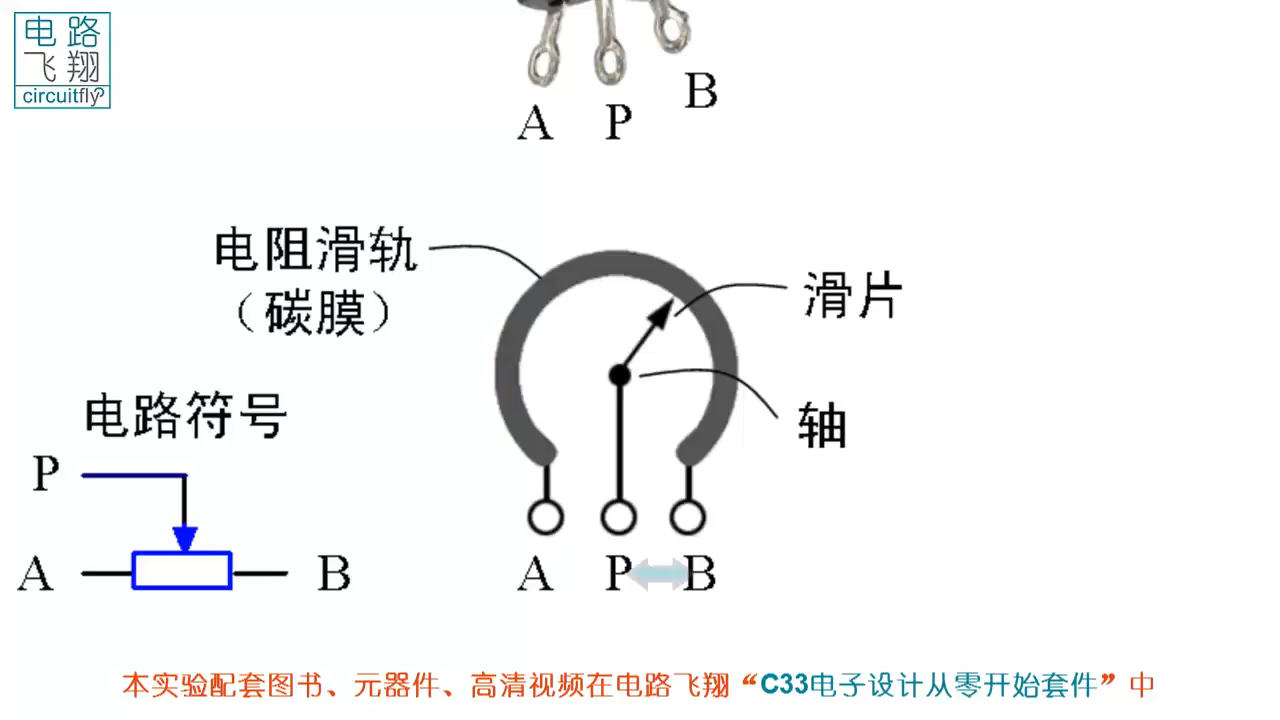 电路
飞翔
circuitfly
A P B
电阻滑轨
（碳膜）
滑片
轴
电路符号
P
A B
A P B
本实验配套图书、元器件、高清视频在电路飞翔“C33电子设计从零开始套件”中